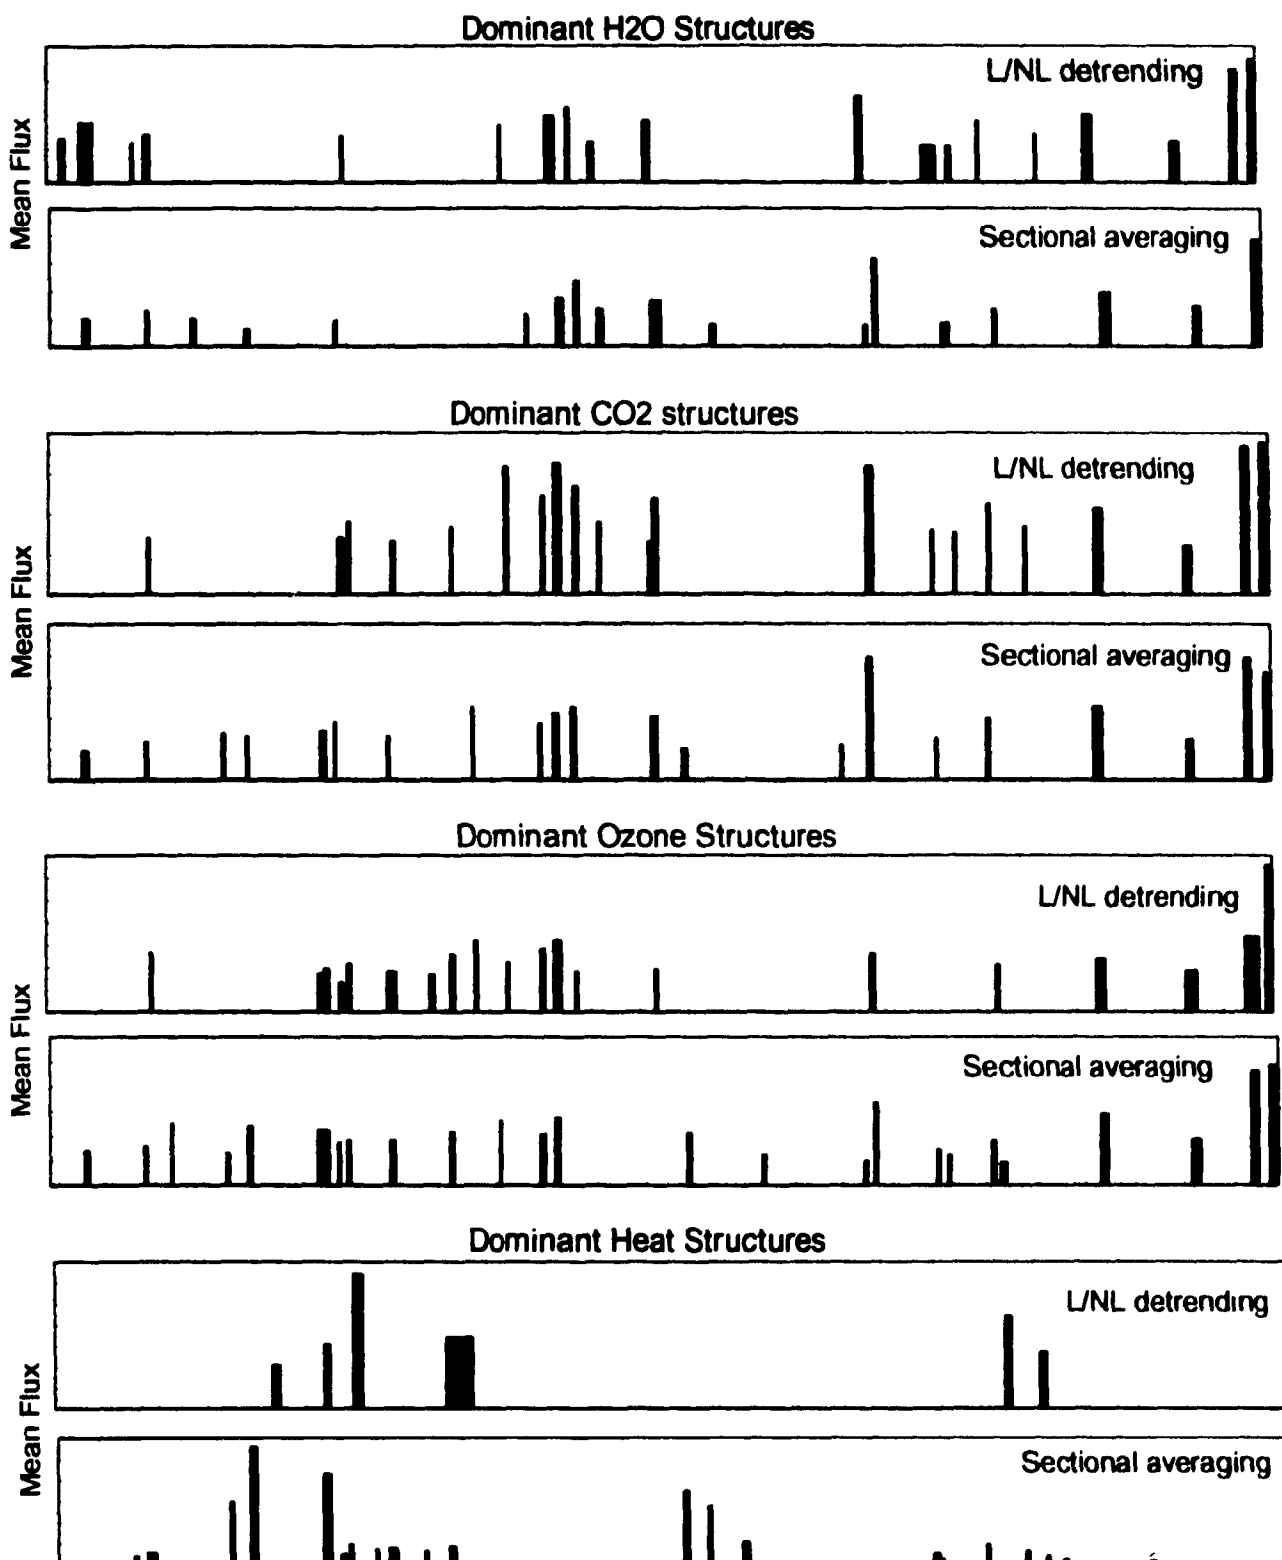 Dominant H2O Structures
L/NL detrending
Mean Flux
Sectional averaging
Dominant CO2 structures
L/NL detrending
Mean Flux
Sectional averaging
Dominant Ozone Structures
L/NL detrending
Mean Flux
Sectional averaging
Dominant Heat Structures
L/NL detrending
Mean Flux
Sectional averaging